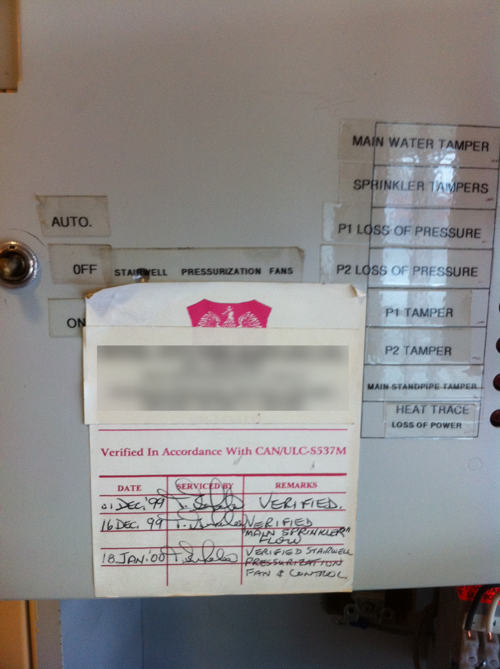 MAIN WATER TAMPER
SPRINKLER TAMPERS
P1 LOSS OF PRESSURE
P2 LOSS OF PRESSURE
P1 TAMPER
P2 TAMPER
MAIN STANDPIPE TAMPER
HEAT TRACE
LOSS OF POWER
AUTO.
OFF
STAIRWELL PRESSURIZATION FANS
ON
Verified In Accordance With CAN/ULC-S537M
DATE SERVICED BY REMARKS
01 DEC '99 VERIFIED.
16 DEC. 99 VERIFIED
"MAIN SPRINKLER"
FLOW
18 JAN.'00 VERIFIED STAIRWELL
PRESSURIZATION
FAN & CONTROL